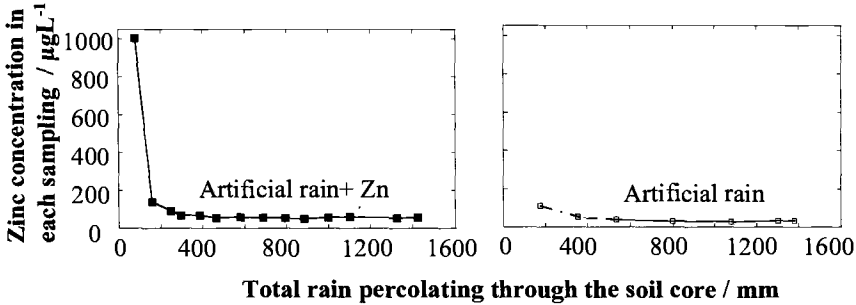 Zinc concentration in
each sampling / µgL-1
1000
800
600
400
200
0
Artificial rain+ Zn
0 400 800 1200 1600
Artificial rain
0 400 800 1200 1600
Total rain percolating through the soil core / mm